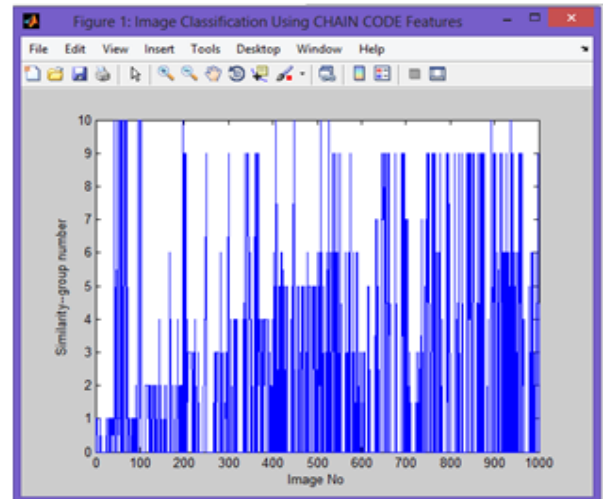 Figure 1: Image Classification Using CHAIN CODE Features
File Edit View Insert Tools Desktop Window Help
10
9
8
7
6
5
4
3
2
1
0
Similarity--group number
0 100 200 300 400 500 600 700 800 900 1000
Image No